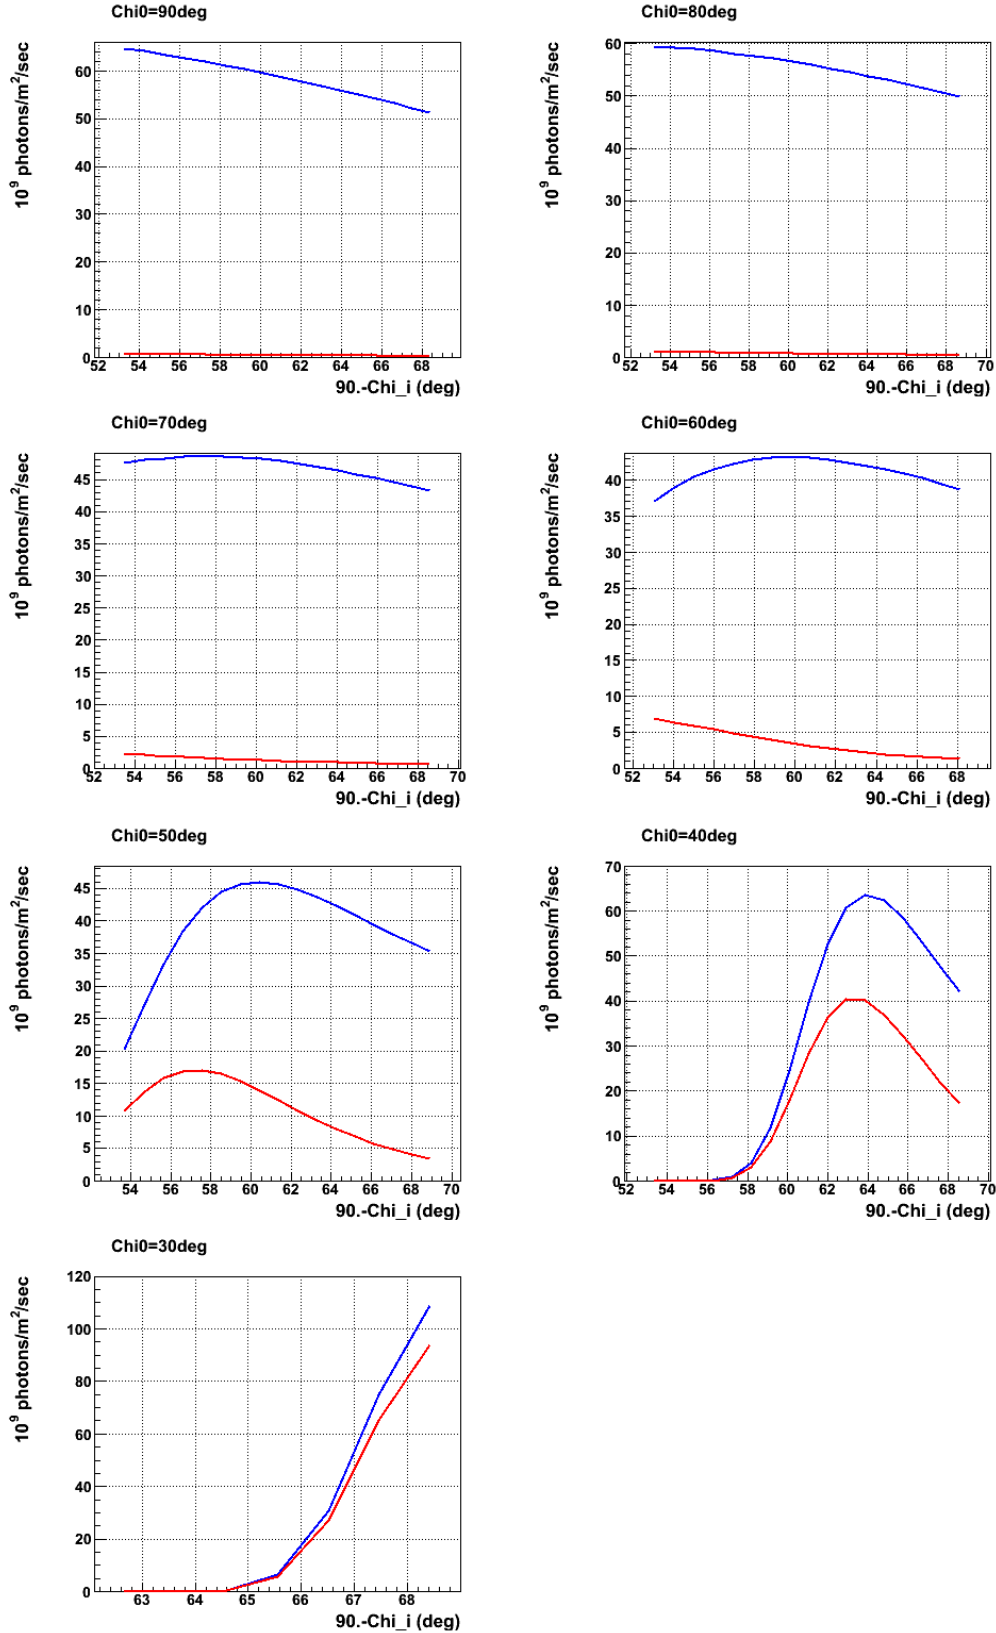 Chi0=90deg
10^9 photons/m^2/sec
60
50
40
30
20
10
0
52 54 56 58 60 62 64 66 68
90.-Chi_i (deg)
Chi0=80deg
10^9 photons/m^2/sec
60
50
40
30
20
10
0
52 54 56 58 60 62 64 66 68 70
90.-Chi_i (deg)
Chi0=70deg
10^9 photons/m^2/sec
45
40
35
30
25
20
15
10
5
0
52 54 56 58 60 62 64 66 68 70
90.-Chi_i (deg)
Chi0=60deg
10^9 photons/m^2/sec
40
35
30
25
20
15
10
5
0
52 54 56 58 60 62 64 66 68
90.-Chi_i (deg)
Chi0=50deg
10^9 photons/m^2/sec
45
40
35
30
25
20
15
10
5
0
54 56 58 60 62 64 66 68 70
90.-Chi_i (deg)
Chi0=40deg
10^9 photons/m^2/sec
70
60
50
40
30
20
10
0
52 54 56 58 60 62 64 66 68 70
90.-Chi_i (deg)
Chi0=30deg
10^9 photons/m^2/sec
120
100
80
60
40
20
0
63 64 65 66 67 68
90.-Chi_i (deg)